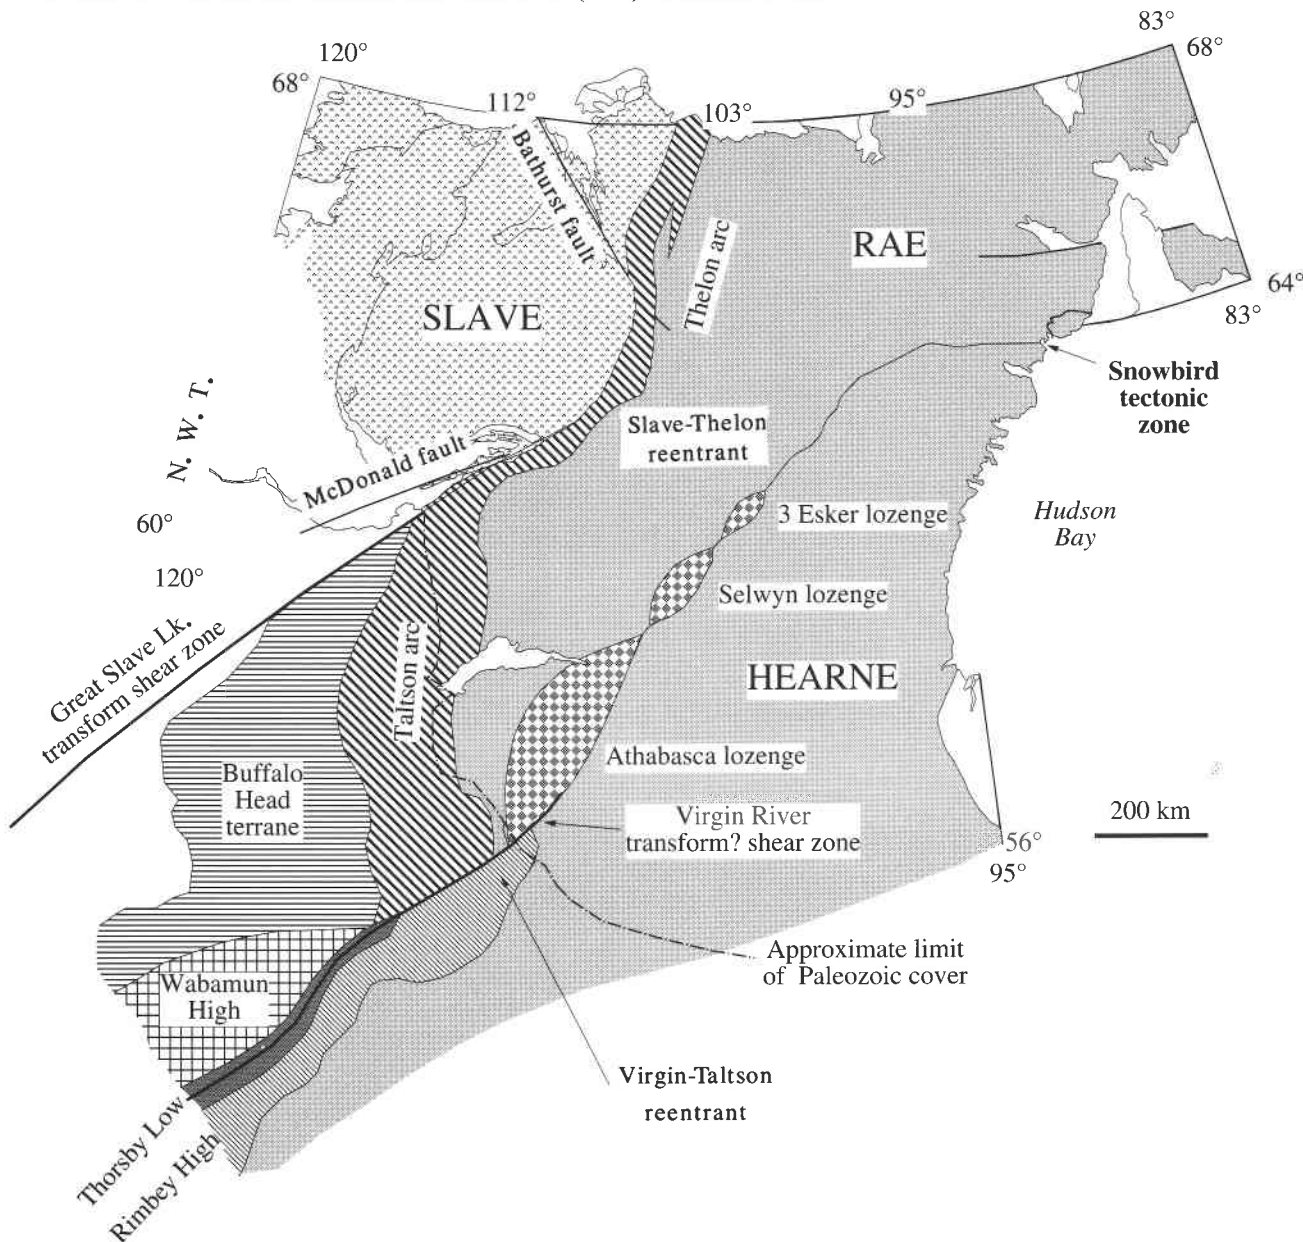 83°
68°
120°
68°
112°
103°
95°
Bathurst fault
Thelon arc
RAE
SLAVE
64°
83°
Snowbird
tectonic
zone
N. W. T.
Slave-Thelon
reentrant
McDonald fault
3 Esker lozenge
Hudson
Bay
60°
120°
Selwyn lozenge
Great Slave Lk.
transform shear zone
Taltson arc
HEARNE
Athabasca lozenge
Buffalo
Head
terrane
Virgin River
transform? shear zone
200 km
56°
95°
Approximate limit
of Paleozoic cover
Wabamun
High
Virgin-Taltson
reentrant
Thorsby Low
Rimbey High